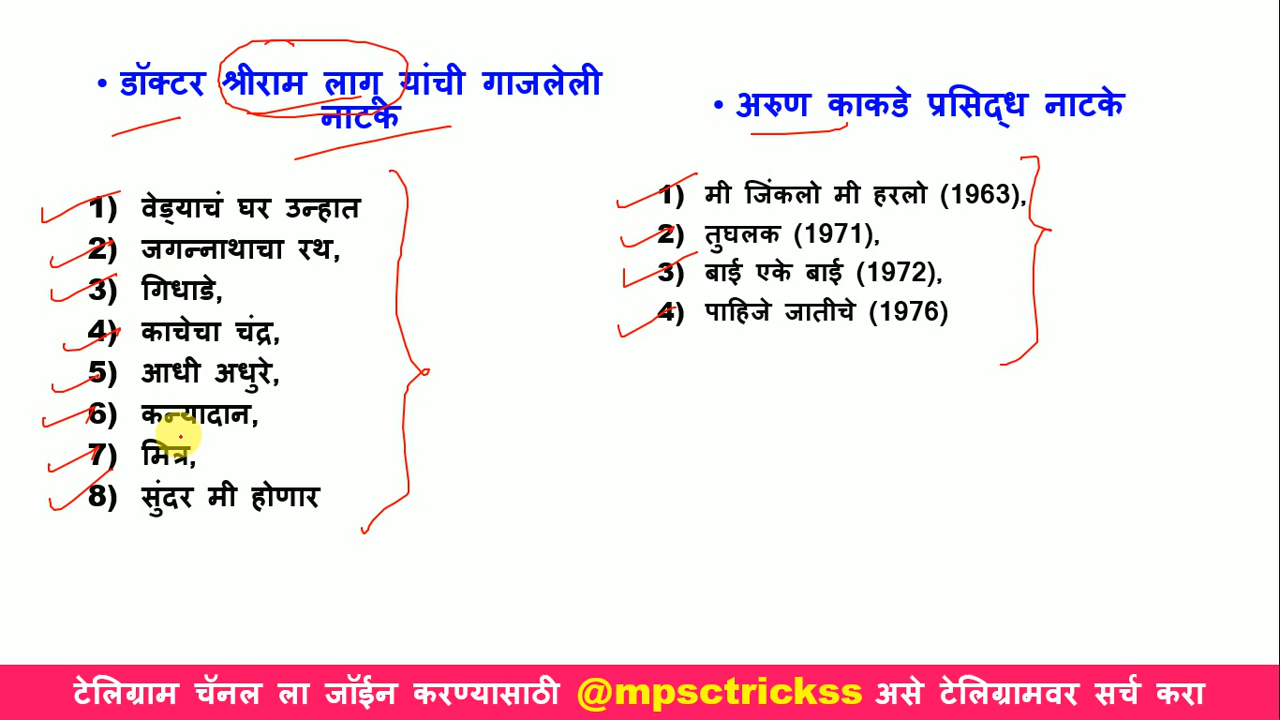 • डॉक्टर श्रीराम लागू यांची गाजलेली
नाटके
1) वेड्याचं घर उन्हात
2) जगन्नाथाचा रथ,
3) गिधाडे,
4) काचेचा चंद्र,
5) आधी अधुरे,
6) कन्यादान,
7) मित्र,
8) सुंदर मी होणार
• अरुण काकडे प्रसिद्ध नाटके
1) मी जिंकलो मी हरलो (1963),
2) तुघलक (1971),
3) बाई एके बाई (1972),
4) पाहिजे जातीचे (1976)
टेलिग्राम चॅनल ला जॉईन करण्यासाठी @mpsctrickss असे टेलिग्रामवर सर्च करा